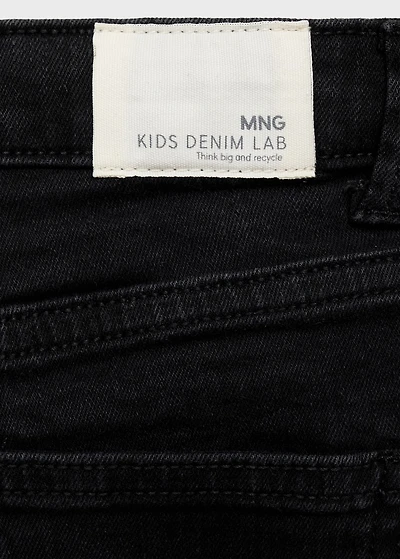 MNG
KIDS DENIM LAB
Think big and recycle